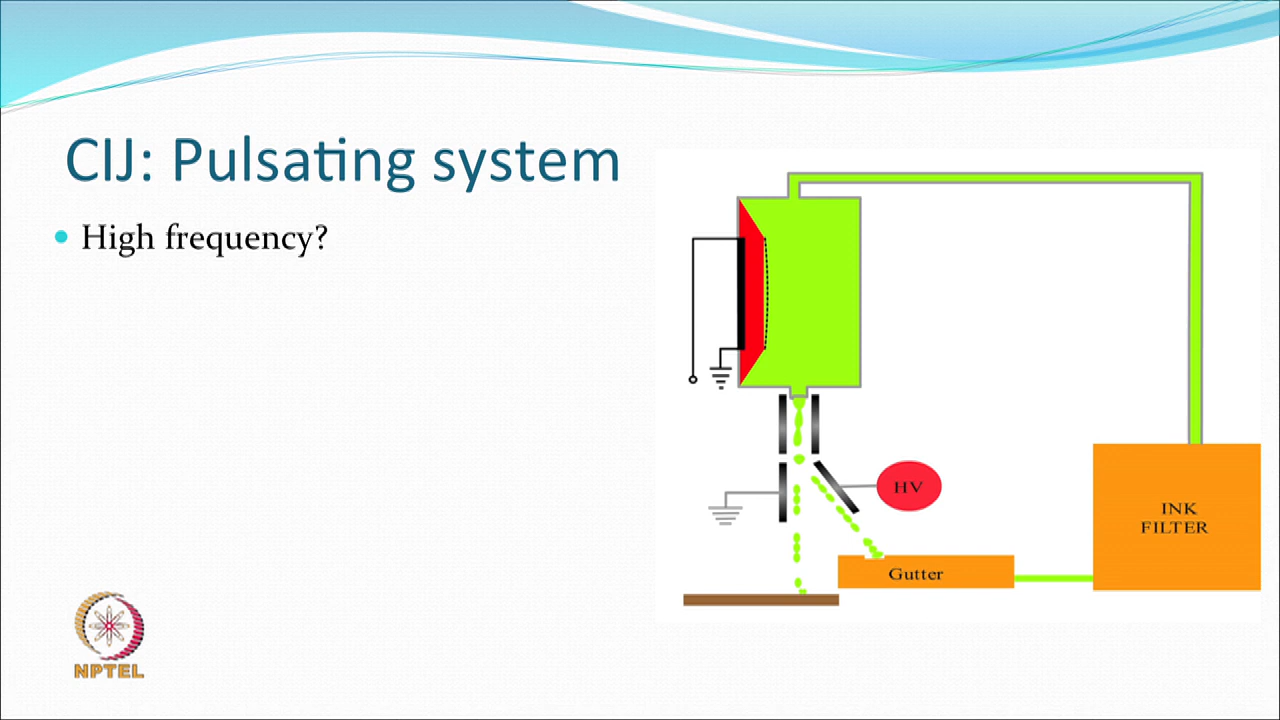 CIJ: Pulsating system
High frequency?
HV
INK
FILTER
Gutter
NPTEL